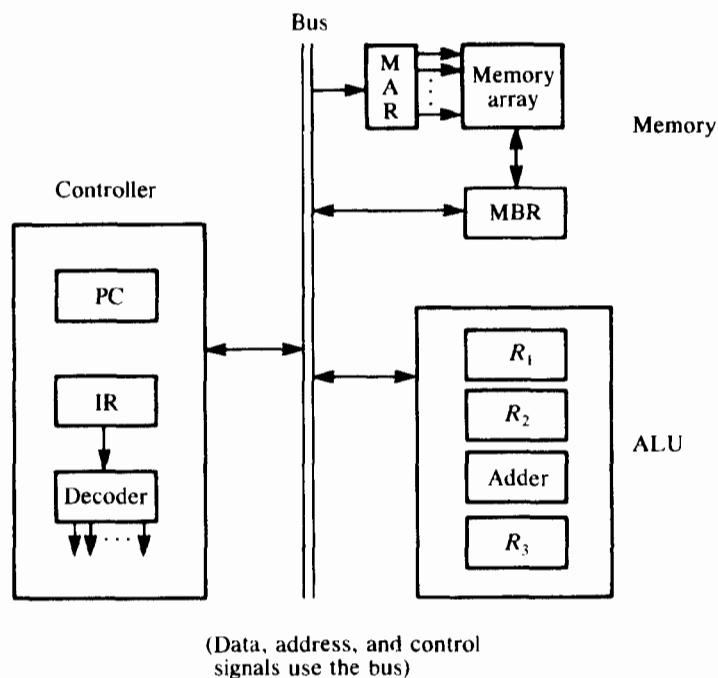 Bus
M
A
R
Memory
array
Memory
Controller
MBR
PC
R₁
IR
R₂
ALU
Decoder
Adder
...
R₃
(Data, address, and control
signals use the bus)